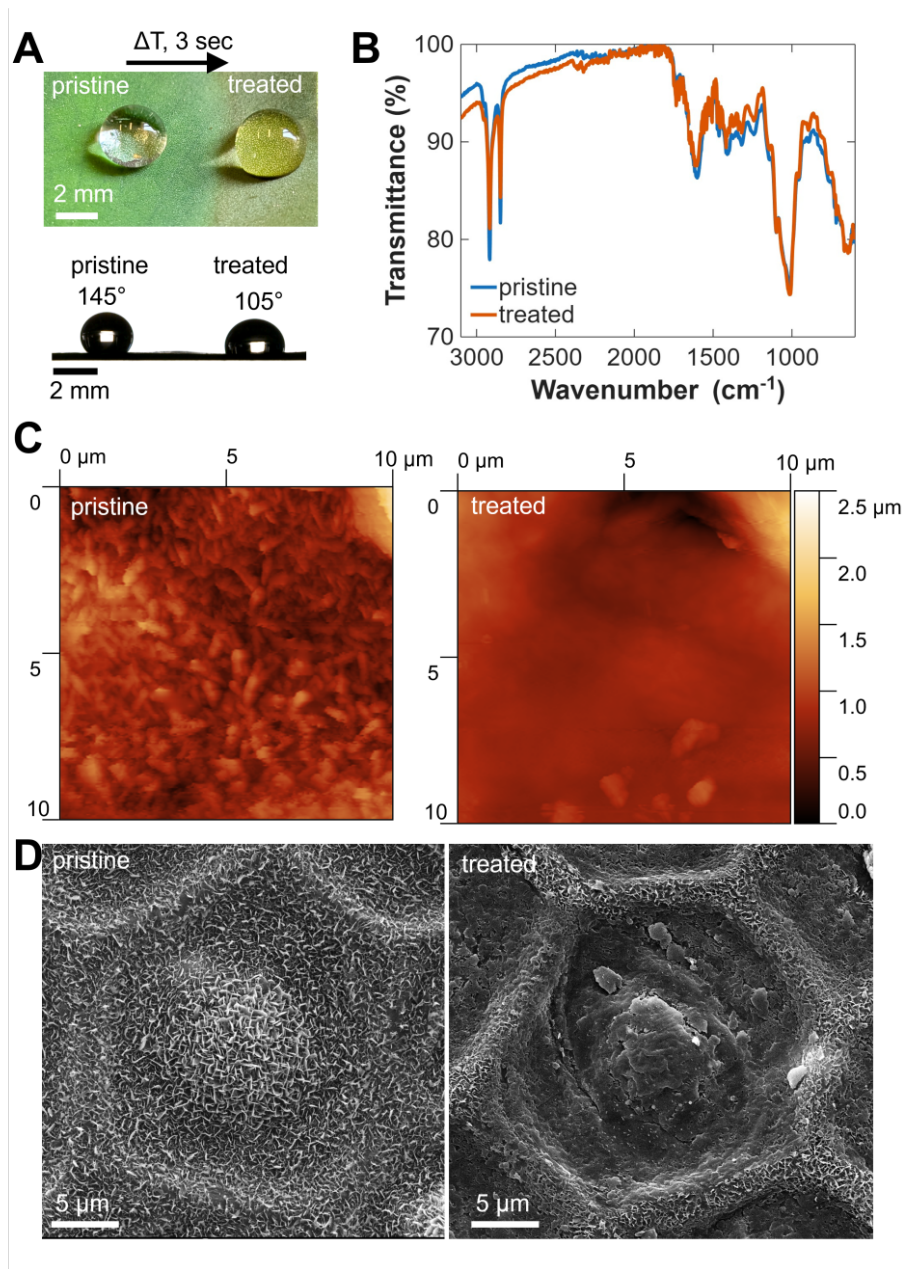 A
ΔT, 3 sec
pristine
treated
2 mm
pristine
145°
treated
105°
2 mm
B
Transmittance (%)
100
90
80
70
pristine
treated
3000 2500 2000 1500 1000
Wavenumber (cm⁻¹)
C
0 µm 5 10 µm
0
5
10
pristine
0 µm 5 10 µm
0
5
10
treated
2.5 µm
2.0
1.5
1.0
0.5
0.0
D
pristine
5 µm
treated
5 µm